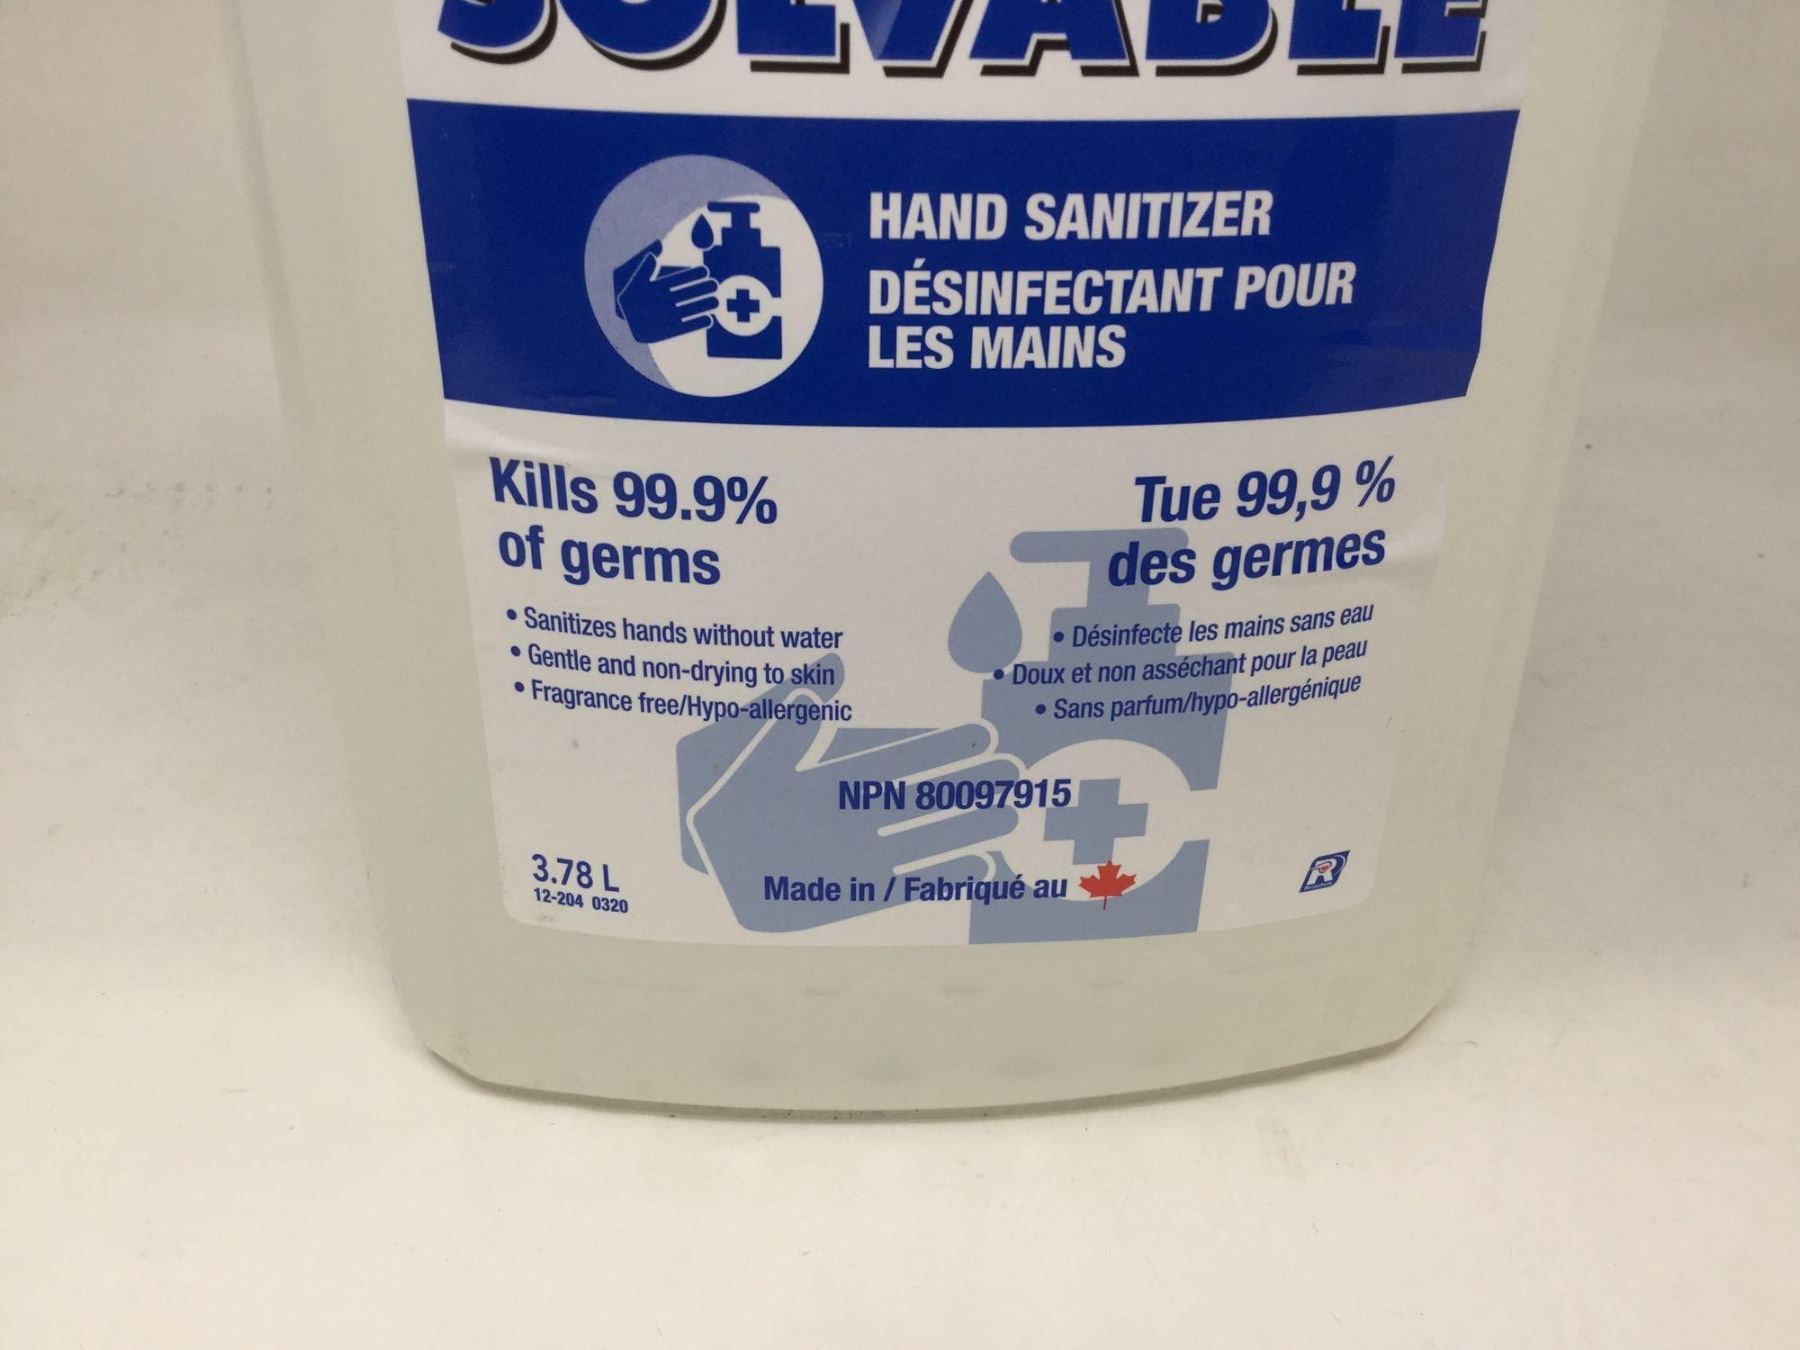 SOLVABLE
HAND SANITIZER
DÉSINFECTANT POUR
LES MAINS
Kills 99.9%
of germs
• Sanitizes hands without water
• Gentle and non-drying to skin
• Fragrance free/Hypo-allergenic
Tue 99,9 %
des germes
• Désinfecte les mains sans eau
• Doux et non asséchant pour la peau
• Sans parfum/hypo-allergénique
NPN 80097915
3.78 L
12-204 0320
Made in / Fabriqué au
R